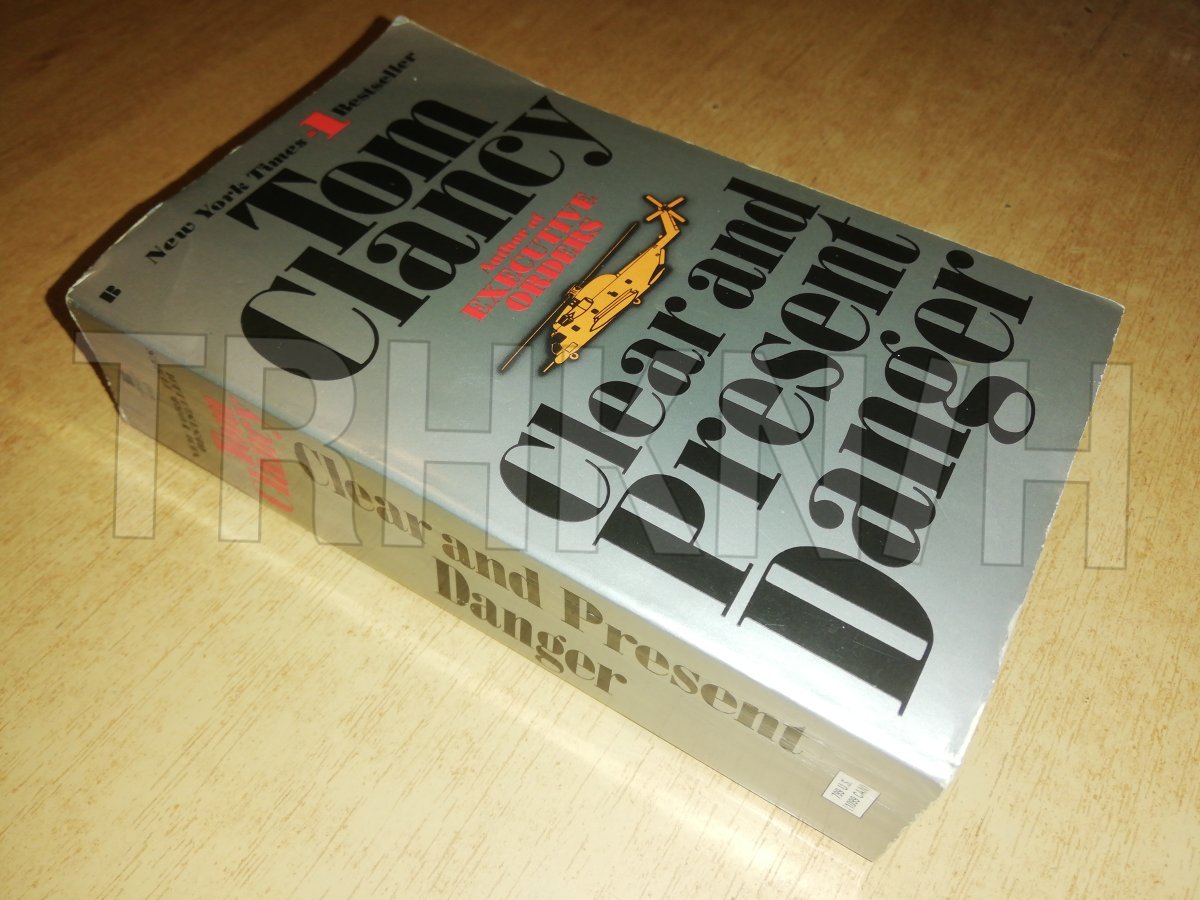 New York Times #1 Bestseller
Tom
Clancy
Author of
EXECUTIVE
ORDERS
Clear and
Present
Danger
B
Clear and Present
Danger
799 U.S.
TRHKNH